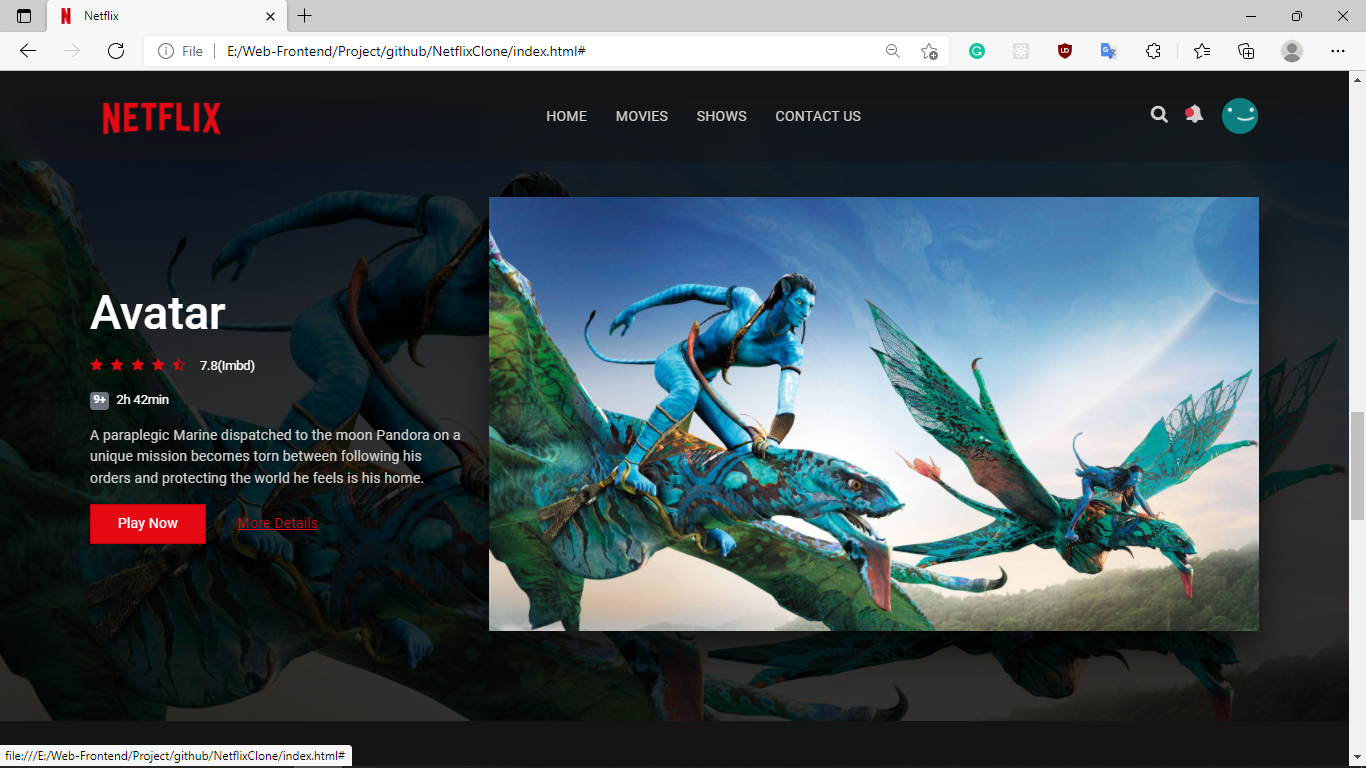 Netflix
File
E:/Web-Frontend/Project/github/NetflixClone/index.html#
NETFLIX
HOME MOVIES SHOWS CONTACT US
Avatar
7.8(Imbd)
9+ 2h 42min
A paraplegic Marine dispatched to the moon Pandora on a
unique mission becomes torn between following his
orders and protecting the world he feels is his home.
Play Now More Details
file:///E:/Web-Frontend/Project/github/NetflixClone/index.html#